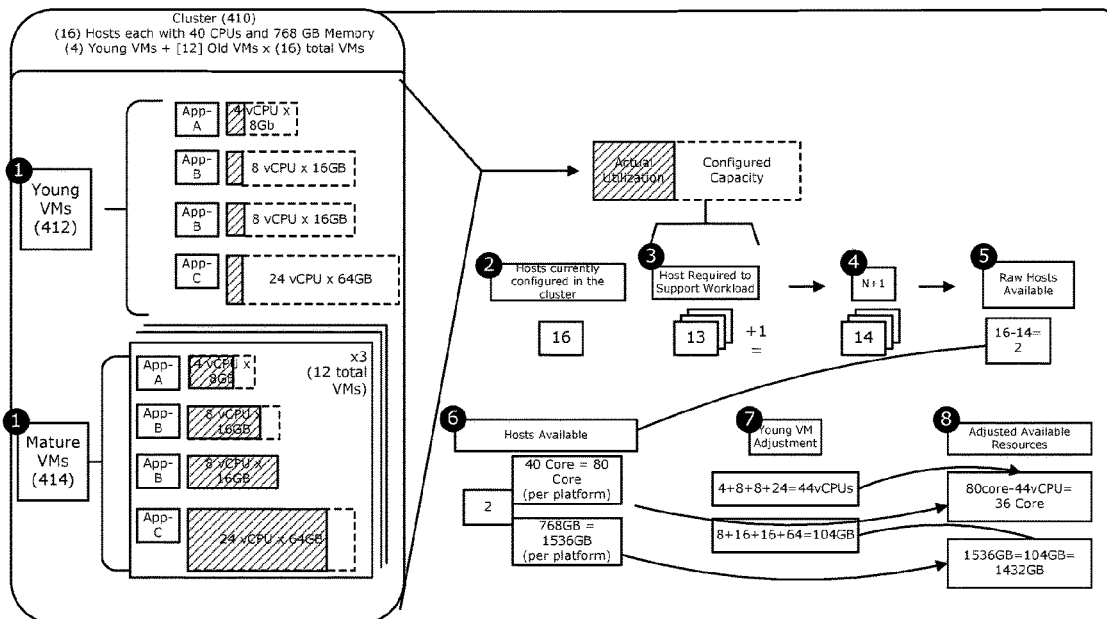 Cluster (410)
(16) Hosts each with 40 CPUs and 768 GB Memory
(4) Young VMs + [12] Old VMs x (16) total VMs
1
Young
VMs
(412)
App-
A
4 vCPU x
8Gb
App-
B
8 vCPU x 16GB
App-
B
8 vCPU x 16GB
App-
C
24 vCPU x 64GB
1
Mature
VMs
(414)
x3
(12 total
VMs)
App-
A
4 vCPU x
8GB
App-
B
8 vCPU x
16GB
App-
B
8 vCPU x
16GB
App-
C
24 vCPU x 64GB
Actual
Utilization
Configured
Capacity
2
Hosts currently
configured in the
cluster
16
3
Host Required to
Support Workload
13
+1
=
4
N+1
14
5
Raw Hosts
Available
16-14=
2
6
Hosts Available
2
40 Core = 80
Core
(per platform)
768GB =
1536GB
(per platform)
7
Young VM
Adjustment
4+8+8+24=44vCPUs
8+16+16+64=104GB
8
Adjusted Available
Resources
80core-44vCPU=
36 Core
1536GB=104GB=
1432GB